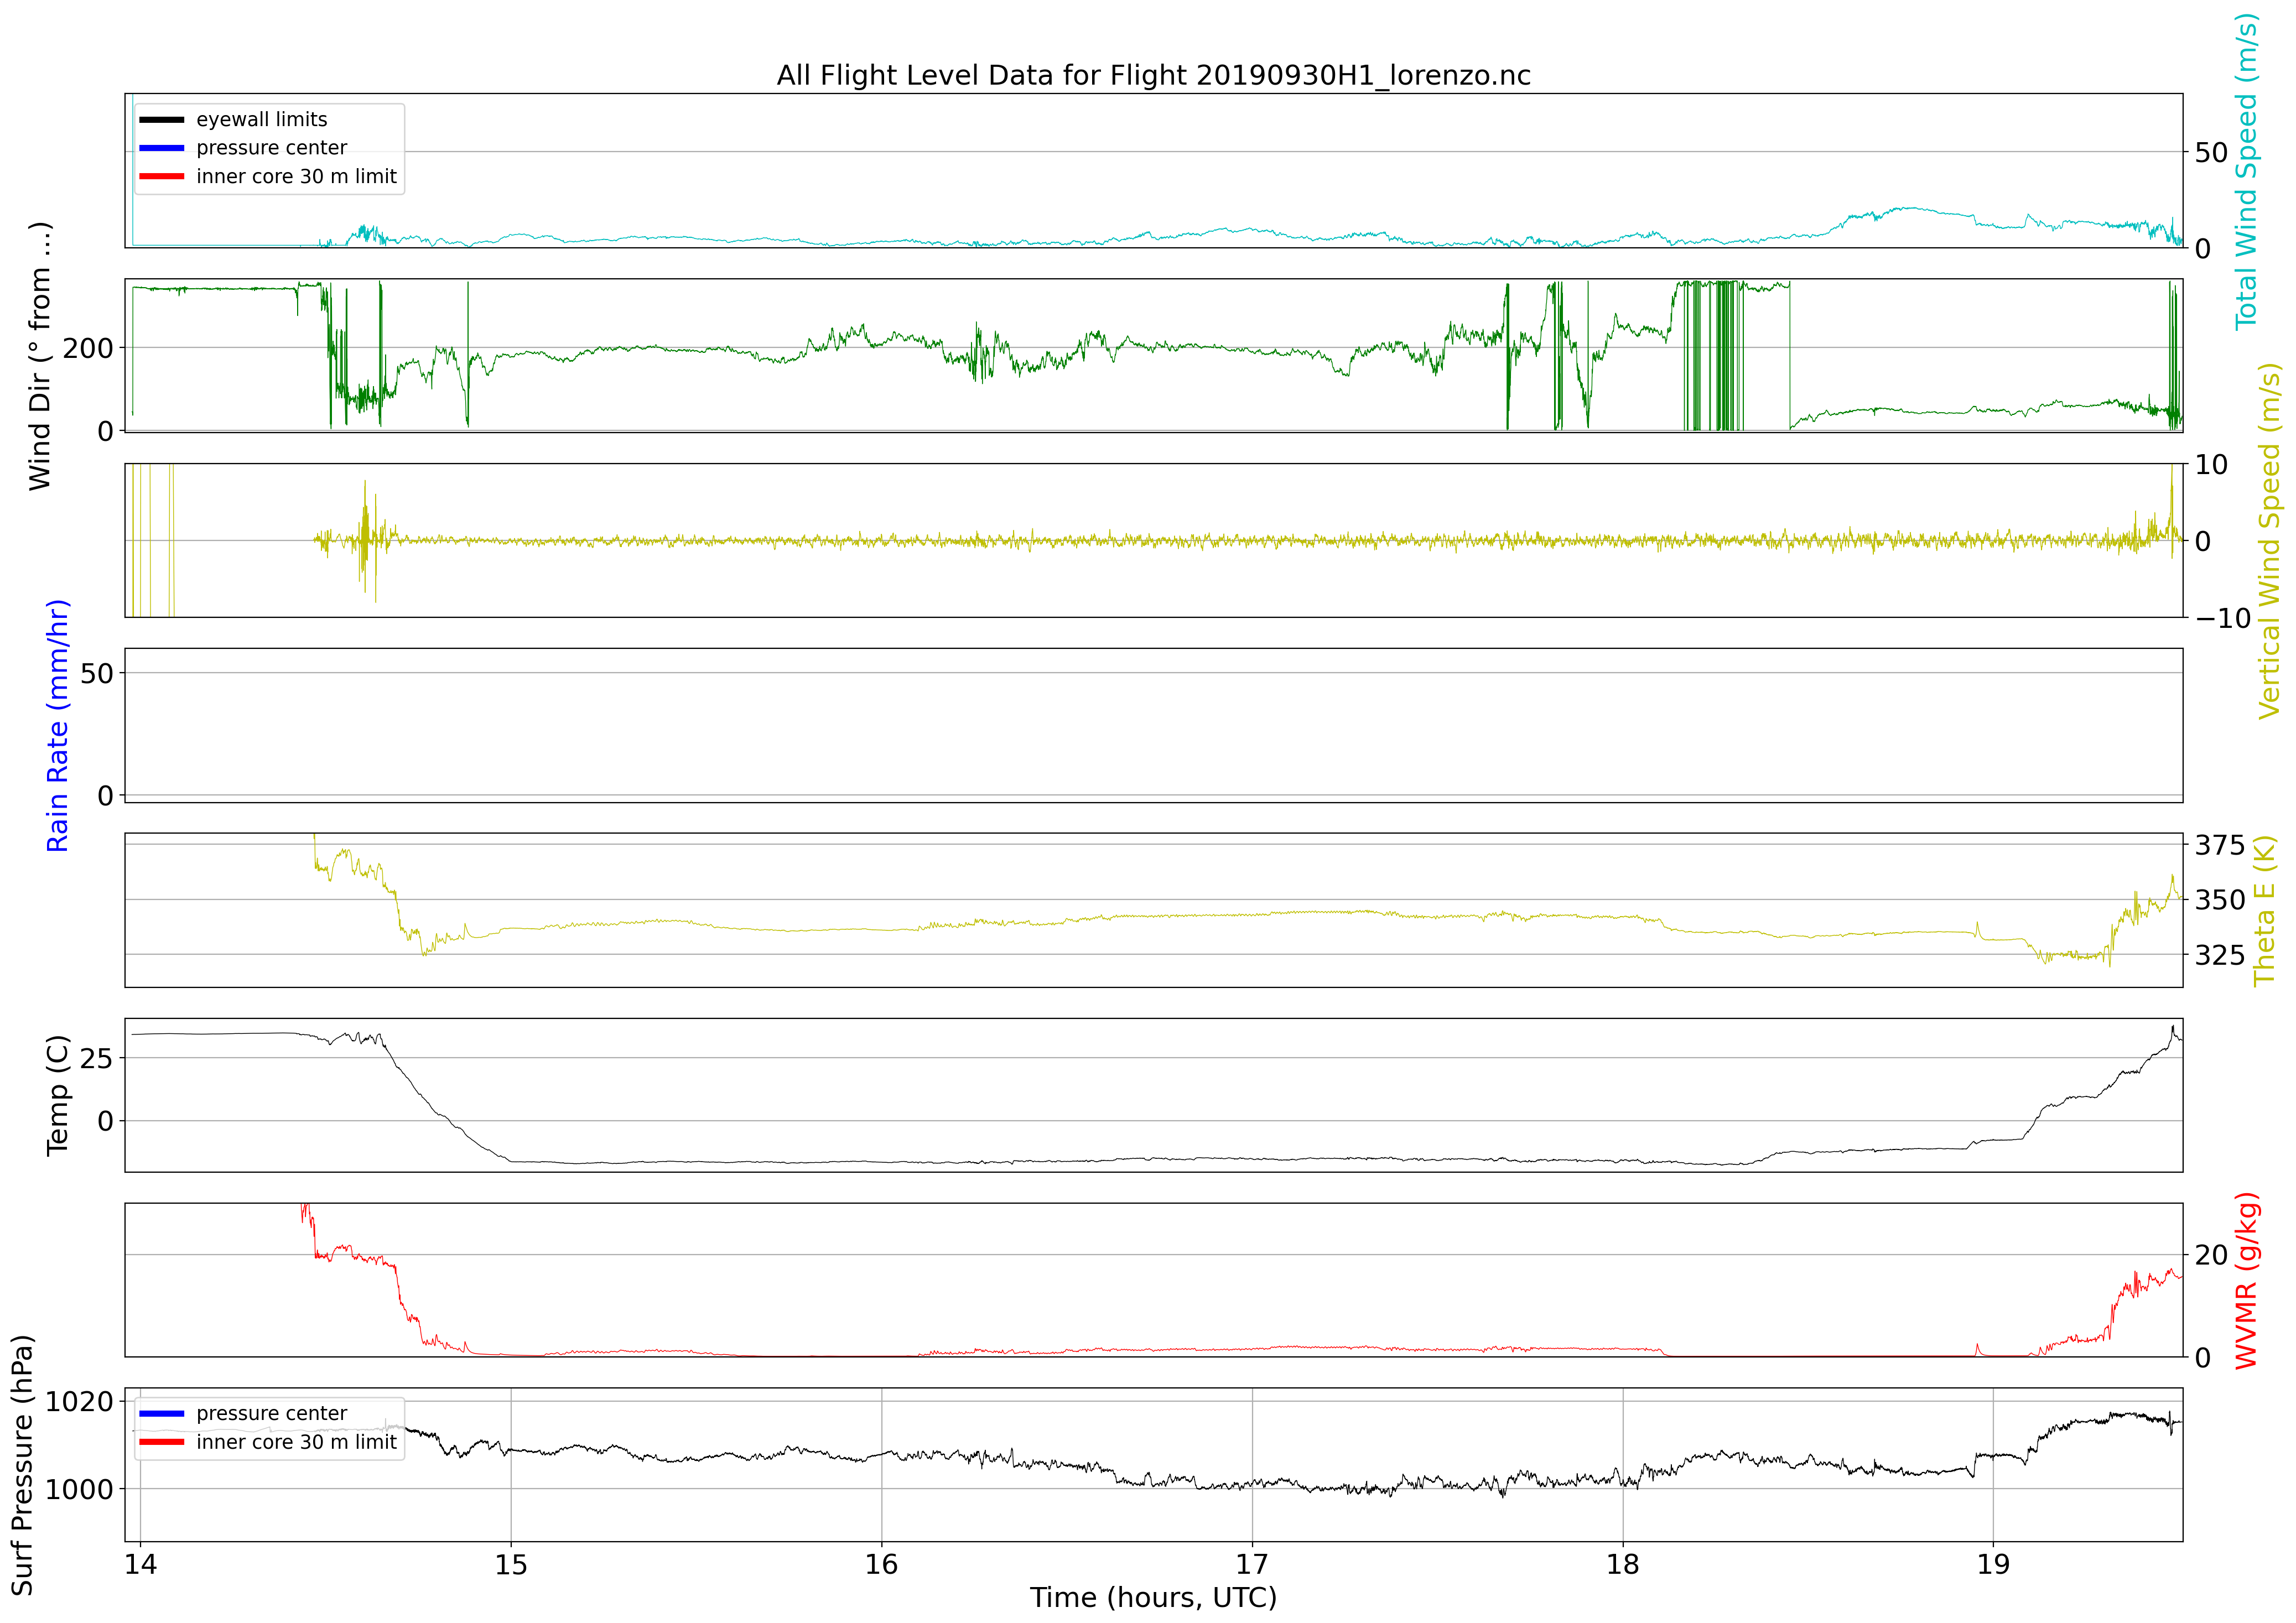 All Flight Level Data for Flight 20190930H1_lorenzo.nc
eyewall limits
pressure center
inner core 30 m limit
50
0
Total Wind Speed (m/s)
Wind Dir (° from ...)
200
0
10
0
−10
Vertical Wind Speed (m/s)
Rain Rate (mm/hr)
50
0
375
350
325
Theta E (K)
Temp (C)
25
0
20
0
WVMR (g/kg)
Surf Pressure (hPa)
1020
1000
pressure center
inner core 30 m limit
14 15 16 17 18 19
Time (hours, UTC)